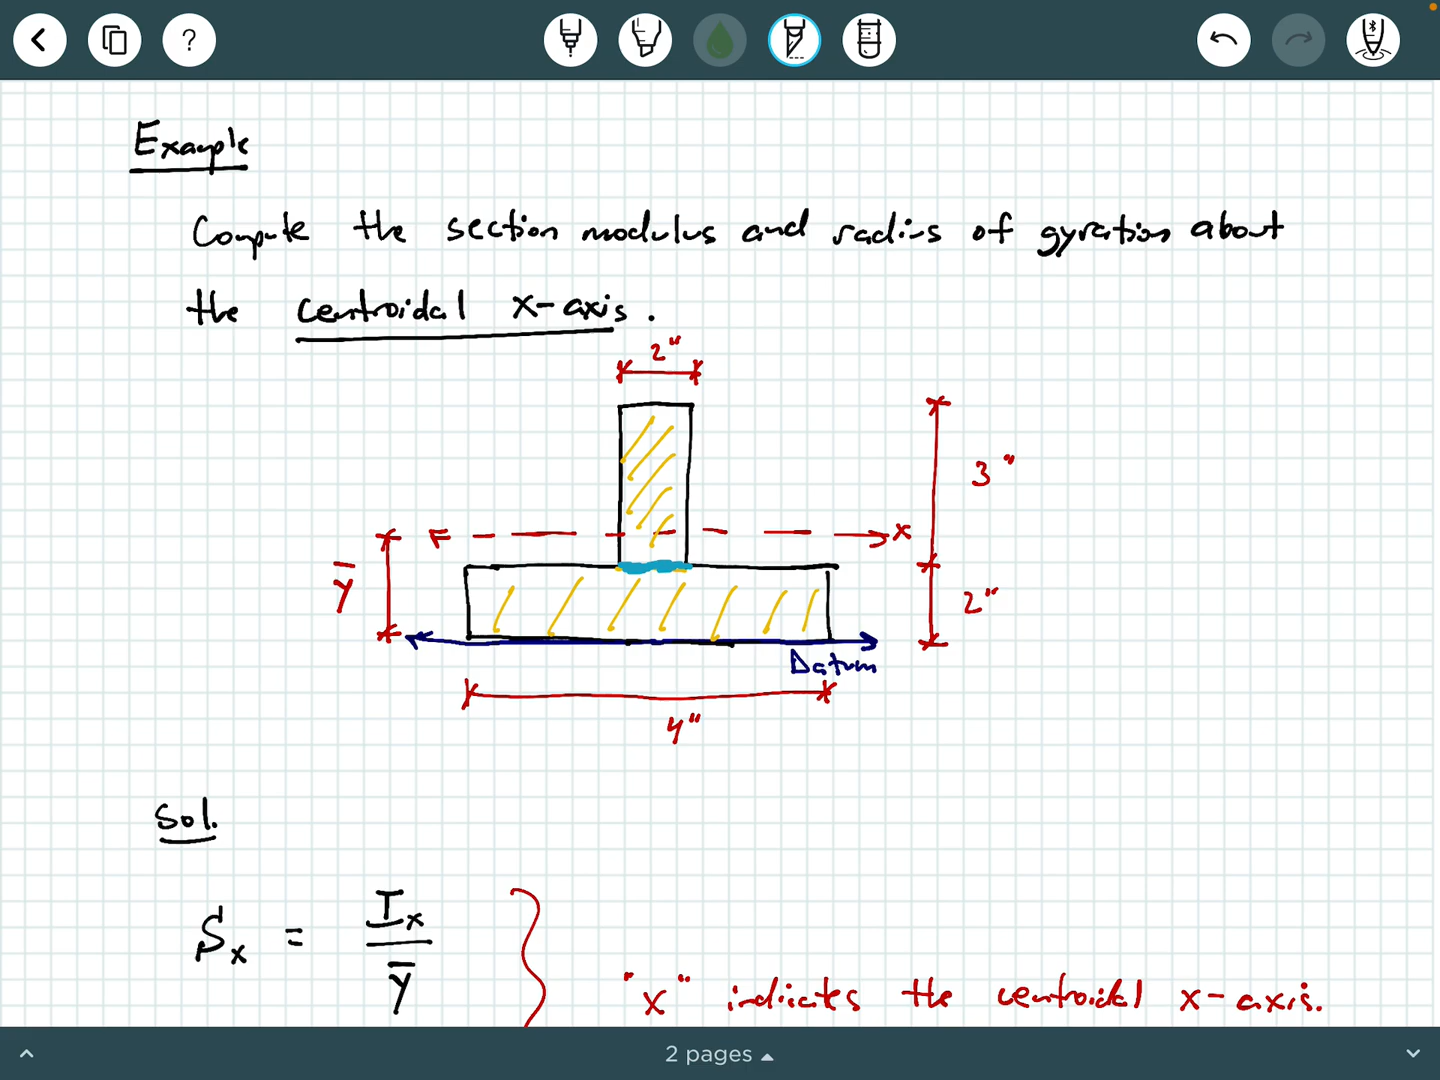 ?
Example
Compute the section modulus and radius of gyration about
the centroidal x-axis.
2"
3"
x
ȳ
2"
Datum
4"
Sol.
Sx = Ix / ȳ
"x" indicates the centroidal x-axis.
2 pages